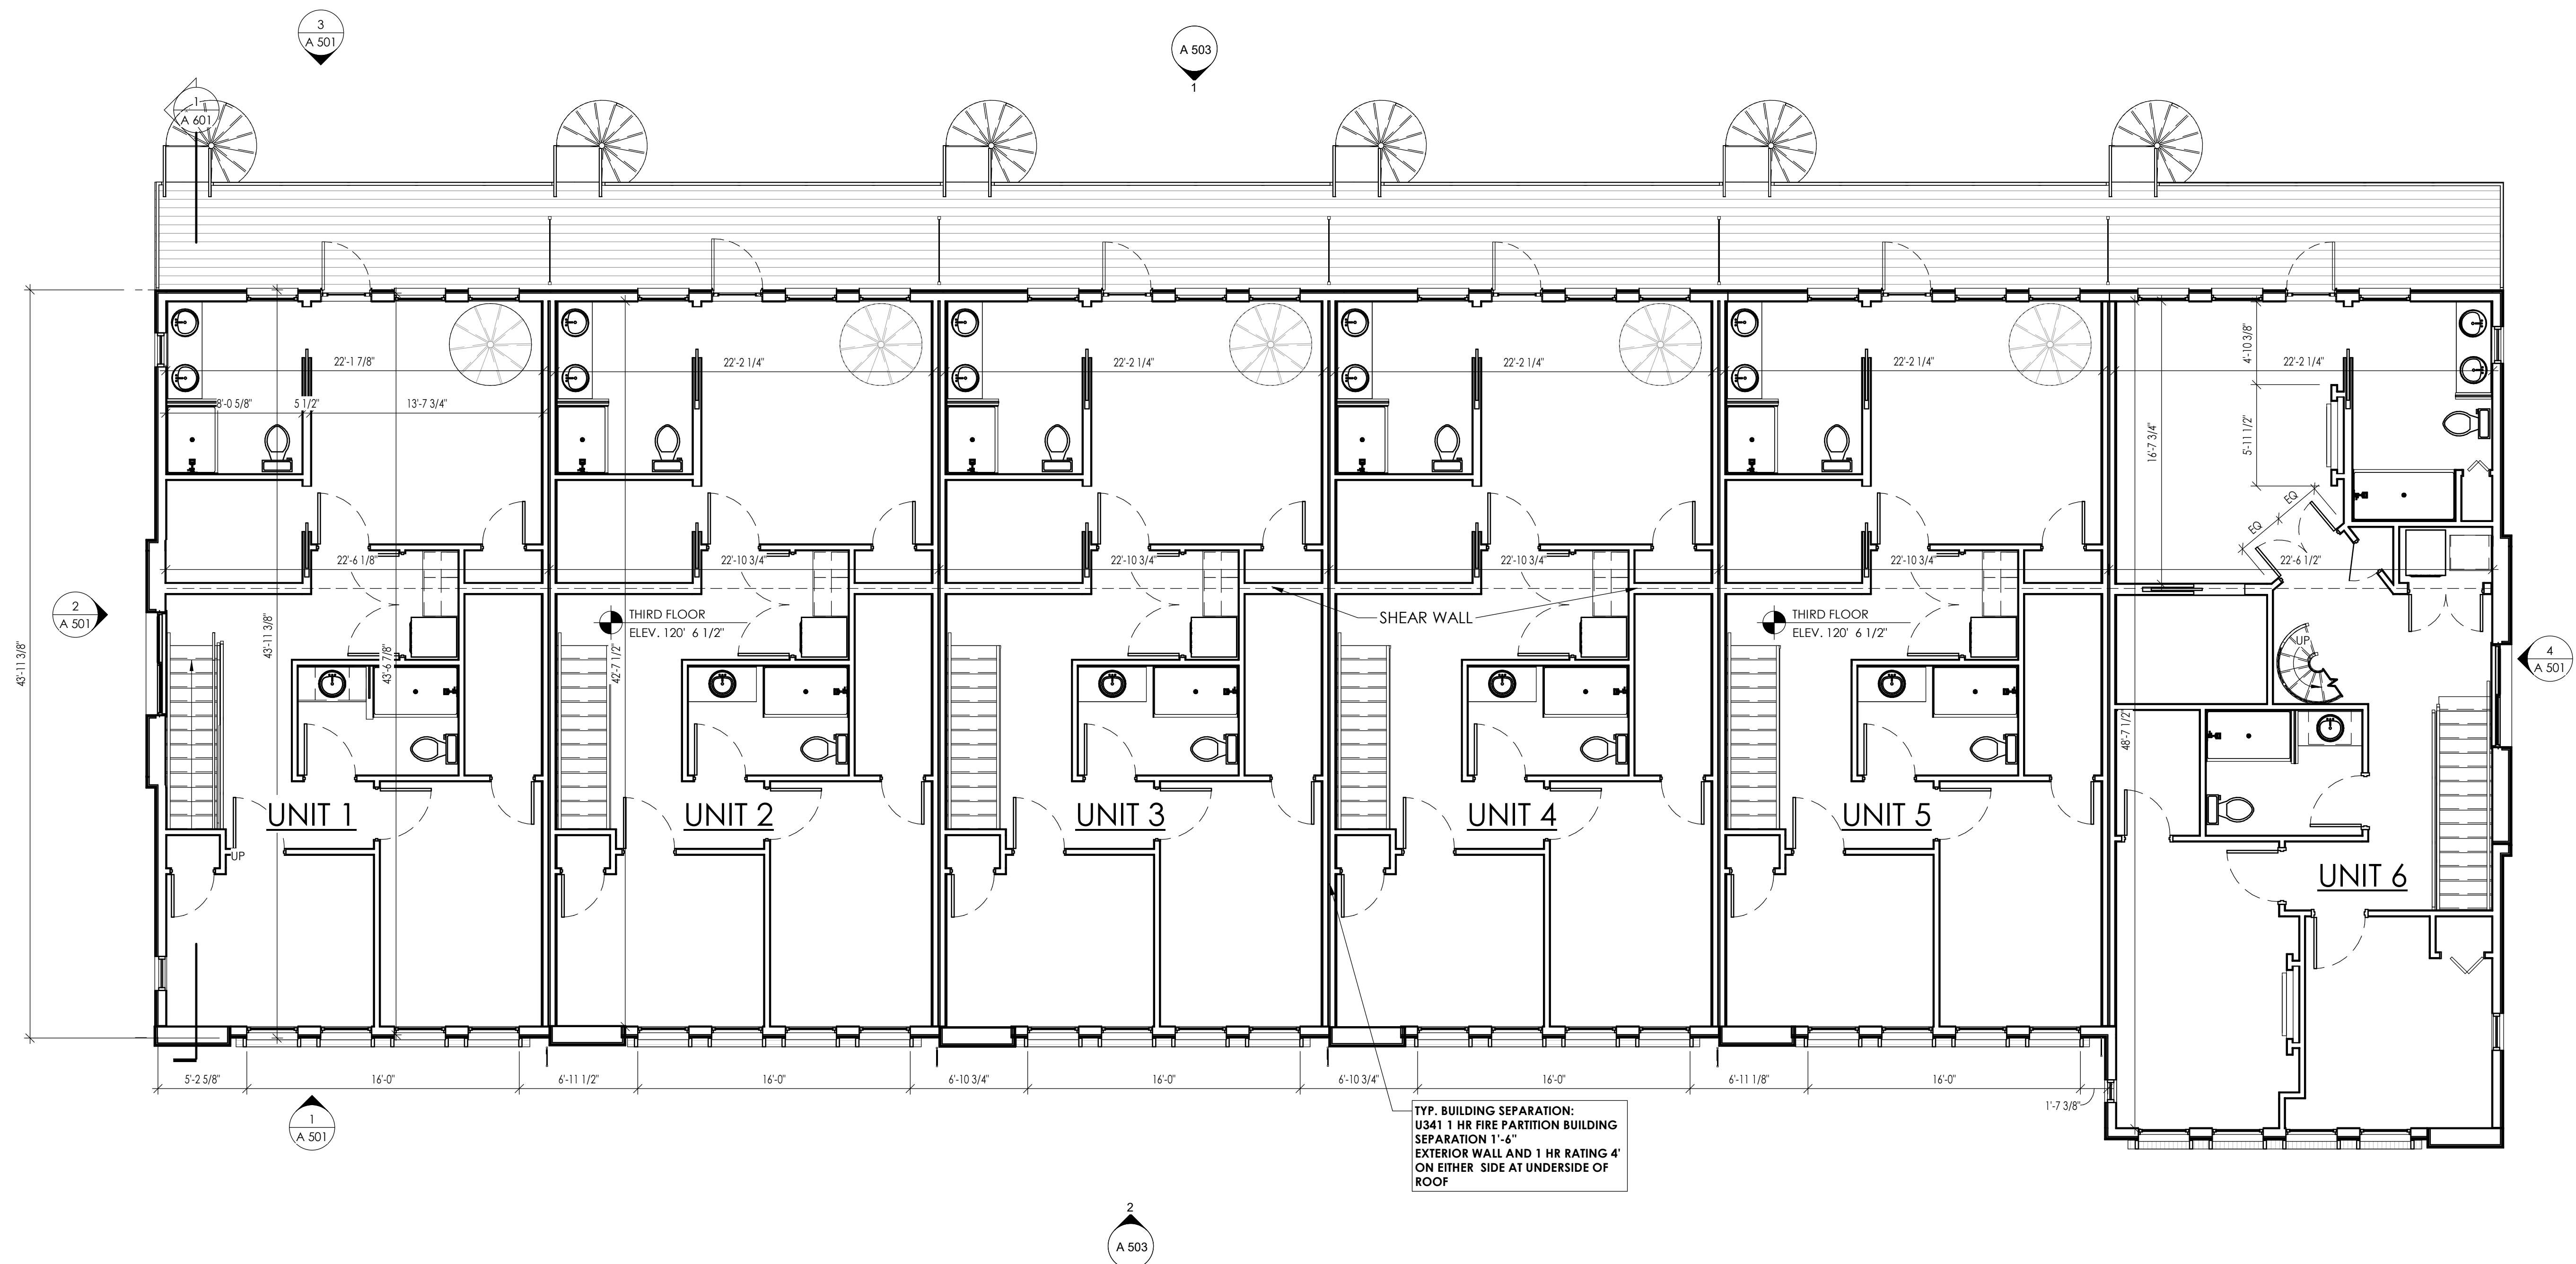 3
A 501
A 503
1
1
A 601
22'-1 7/8"
22'-2 1/4"
22'-2 1/4"
22'-2 1/4"
22'-2 1/4"
22'-2 1/4"
4'-10 3/8"
8'-0 5/8"
5 1/2"
13'-7 3/4"
16'-7 3/4"
5'-11 1/2"
EQ
EQ
22'-6 1/8"
22'-10 3/4"
22'-10 3/4"
22'-10 3/4"
22'-10 3/4"
22'-6 1/2"
2
A 501
THIRD FLOOR
ELEV. 120' 6 1/2"
SHEAR WALL
THIRD FLOOR
ELEV. 120' 6 1/2"
UP
4
A 501
43'-11 3/8"
43'-11 3/8"
43'-6 7/8"
42'-7 1/2"
48'-7 1/2"
UNIT 1
UNIT 2
UNIT 3
UNIT 4
UNIT 5
UNIT 6
UP
5'-2 5/8"
16'-0"
6'-11 1/2"
16'-0"
6'-10 3/4"
16'-0"
6'-10 3/4"
16'-0"
6'-11 1/8"
16'-0"
1'-7 3/8"
1
A 501
TYP. BUILDING SEPARATION:
U341 1 HR FIRE PARTITION BUILDING
SEPARATION 1'-6"
EXTERIOR WALL AND 1 HR RATING 4'
ON EITHER SIDE AT UNDERSIDE OF
ROOF
2
A 503